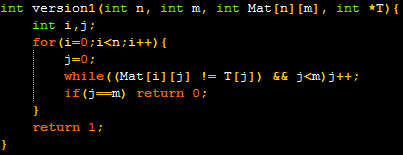 int version1(int n, int m, int Mat[n][m], int *T){
    int i,j;
    for(i=0;i<n;i++){
        j=0;
        while((Mat[i][j] != T[j]) && j<m)j++;
        if(j==m) return 0;
    }
    return 1;
}